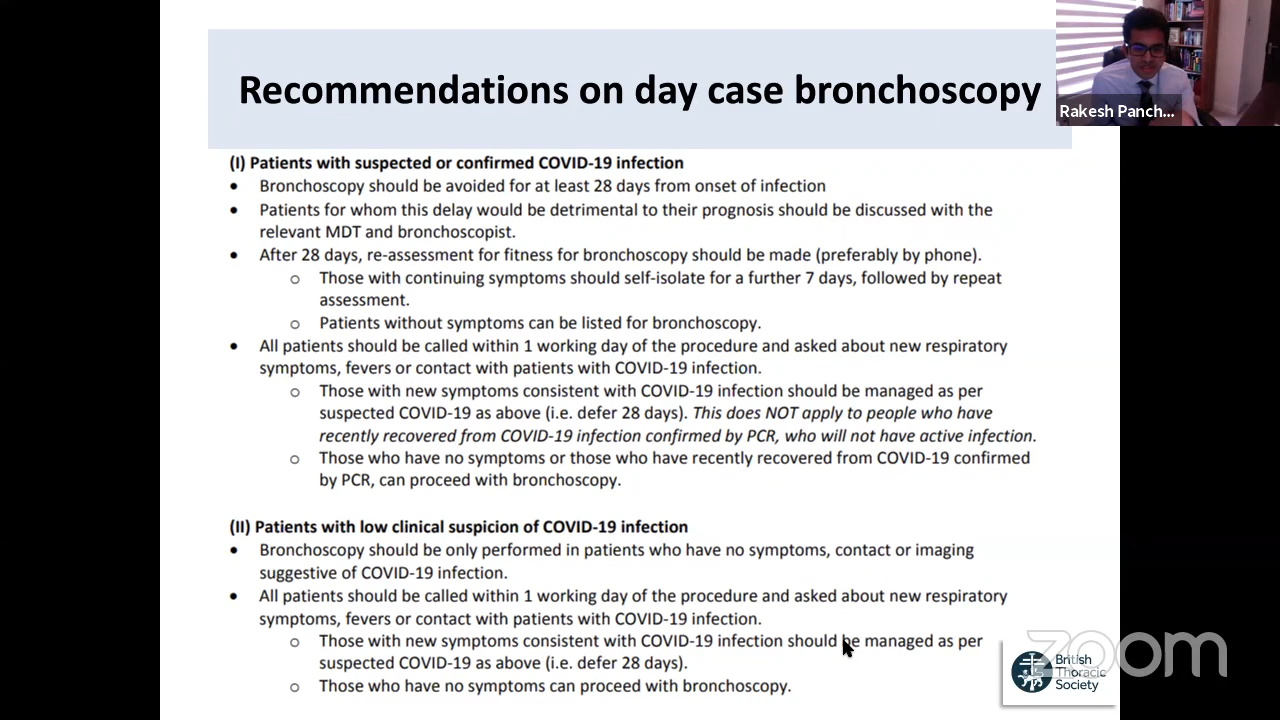 Recommendations on day case bronchoscopy
Rakesh Panch...
(I) Patients with suspected or confirmed COVID-19 infection
• Bronchoscopy should be avoided for at least 28 days from onset of infection
• Patients for whom this delay would be detrimental to their prognosis should be discussed with the
relevant MDT and bronchoscopist.
• After 28 days, re-assessment for fitness for bronchoscopy should be made (preferably by phone).
o Those with continuing symptoms should self-isolate for a further 7 days, followed by repeat
assessment.
o Patients without symptoms can be listed for bronchoscopy.
• All patients should be called within 1 working day of the procedure and asked about new respiratory
symptoms, fevers or contact with patients with COVID-19 infection.
o Those with new symptoms consistent with COVID-19 infection should be managed as per
suspected COVID-19 as above (i.e. defer 28 days). This does NOT apply to people who have
recently recovered from COVID-19 infection confirmed by PCR, who will not have active infection.
o Those who have no symptoms or those who have recently recovered from COVID-19 confirmed
by PCR, can proceed with bronchoscopy.
(II) Patients with low clinical suspicion of COVID-19 infection
• Bronchoscopy should be only performed in patients who have no symptoms, contact or imaging
suggestive of COVID-19 infection.
• All patients should be called within 1 working day of the procedure and asked about new respiratory
symptoms, fevers or contact with patients with COVID-19 infection.
o Those with new symptoms consistent with COVID-19 infection should be managed as per
suspected COVID-19 as above (i.e. defer 28 days).
o Those who have no symptoms can proceed with bronchoscopy.
zoom
British
Thoracic
Society